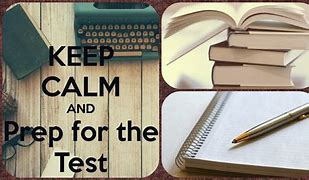 KEEP
CALM
AND
Prep for the
Test